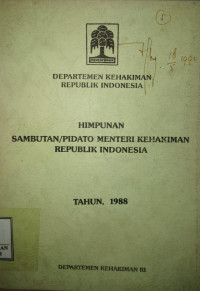 DEPARTEMEN KEHAKIMAN
REPUBLIK INDONESIA
HIMPUNAN
SAMBUTAN/PIDATO MENTERI KEHAKIMAN
REPUBLIK INDONESIA
TAHUN, 1988
DEPARTEMEN KEHAKIMAN RI